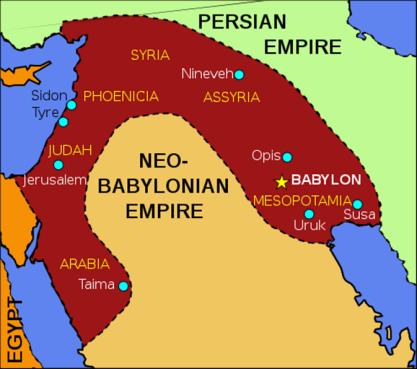 PERSIAN
EMPIRE
SYRIA
Nineveh
Sidon
PHOENICIA
ASSYRIA
Tyre
JUDAH
Jerusalem
NEO-
BABYLONIAN
EMPIRE
Opis
BABYLON
MESOPOTAMIA
Susa
Uruk
ARABIA
Taima
EGYPT